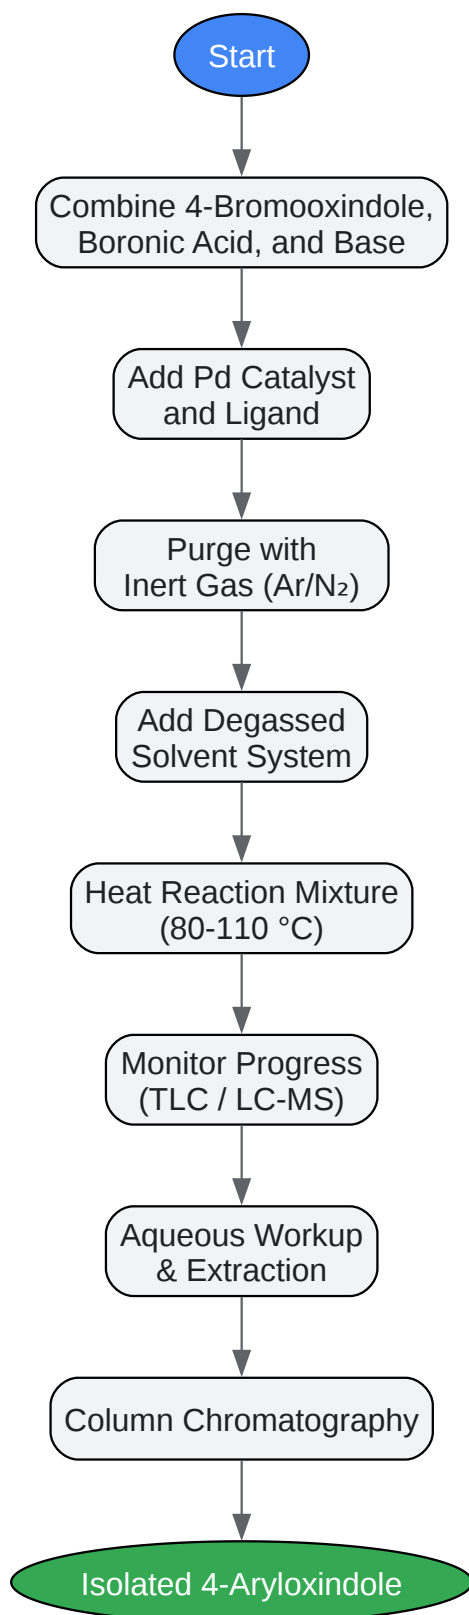 Start
Combine 4-Bromooxindole,
Boronic Acid, and Base
Add Pd Catalyst
and Ligand
Purge with
Inert Gas (Ar/N₂)
Add Degassed
Solvent System
Heat Reaction Mixture
(80-110 °C)
Monitor Progress
(TLC / LC-MS)
Aqueous Workup
& Extraction
Column Chromatography
Isolated 4-Aryloxindole